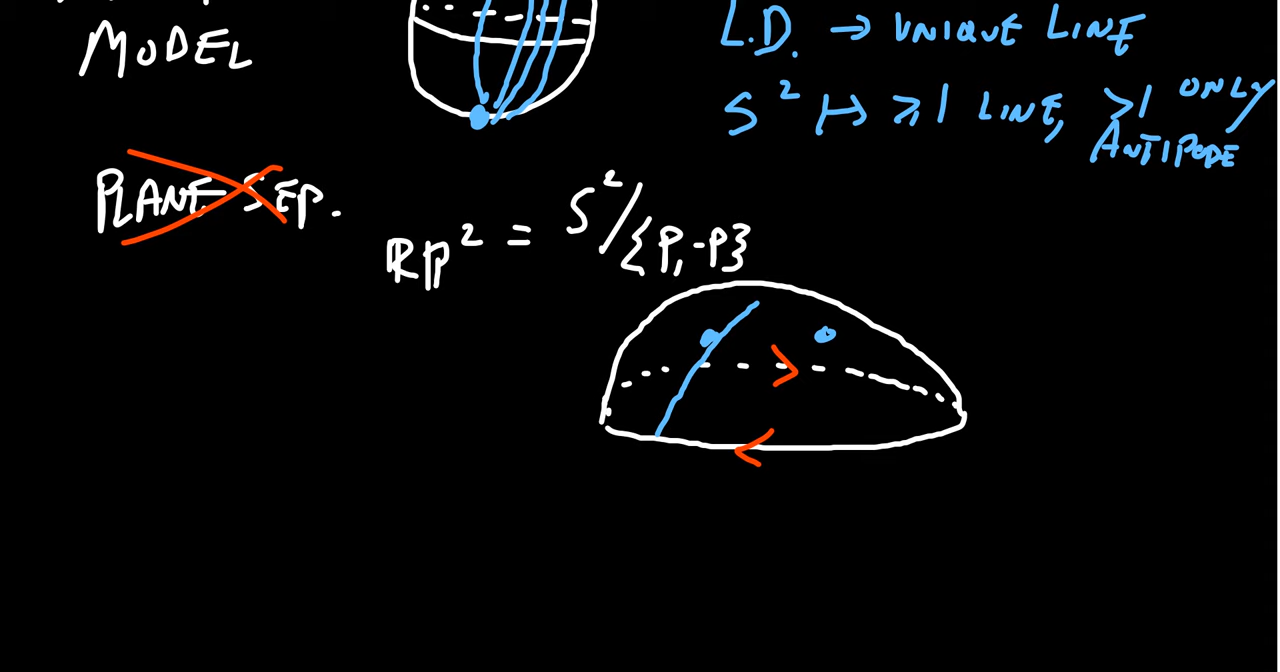 MODEL
L.D. → UNIQUE LINE
S² ↦ ≥1 LINE, >1 ONLY ANTIPODE
PLANE SEP.
RP² = S²/{P,-P}